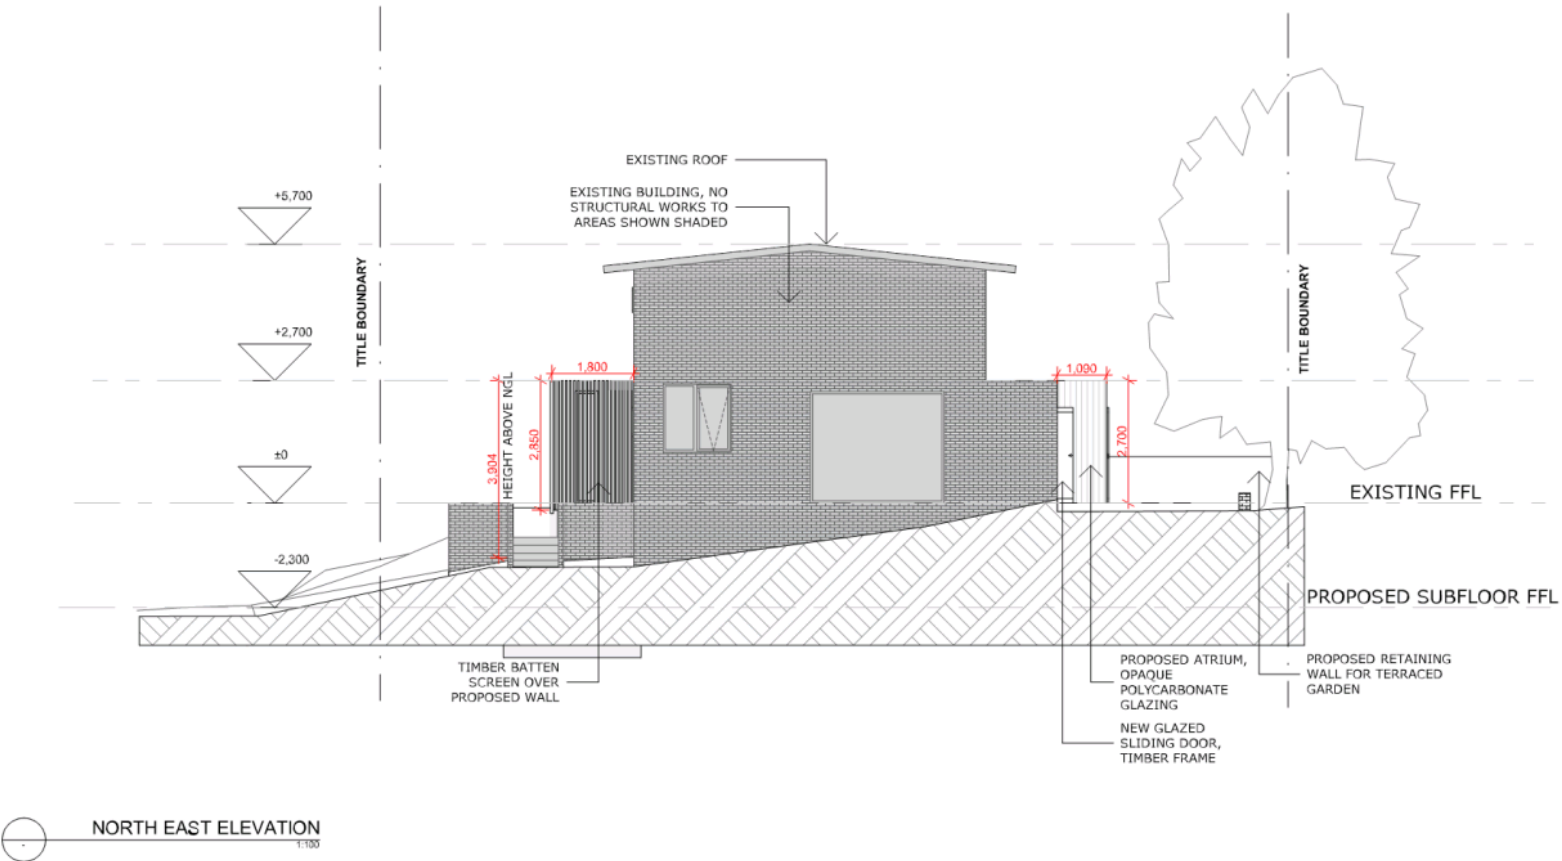 EXISTING ROOF
EXISTING BUILDING, NO
STRUCTURAL WORKS TO
AREAS SHOWN SHADED
+5,700
TITLE BOUNDARY
TITLE BOUNDARY
+2,700
1,800
1,090
HEIGHT ABOVE NGL
3,904
2,850
2,700
±0
EXISTING FFL
-2,300
PROPOSED SUBFLOOR FFL
TIMBER BATTEN
SCREEN OVER
PROPOSED WALL
PROPOSED ATRIUM,
OPAQUE
POLYCARBONATE
GLAZING
PROPOSED RETAINING
WALL FOR TERRACED
GARDEN
NEW GLAZED
SLIDING DOOR,
TIMBER FRAME
NORTH EAST ELEVATION
1:100